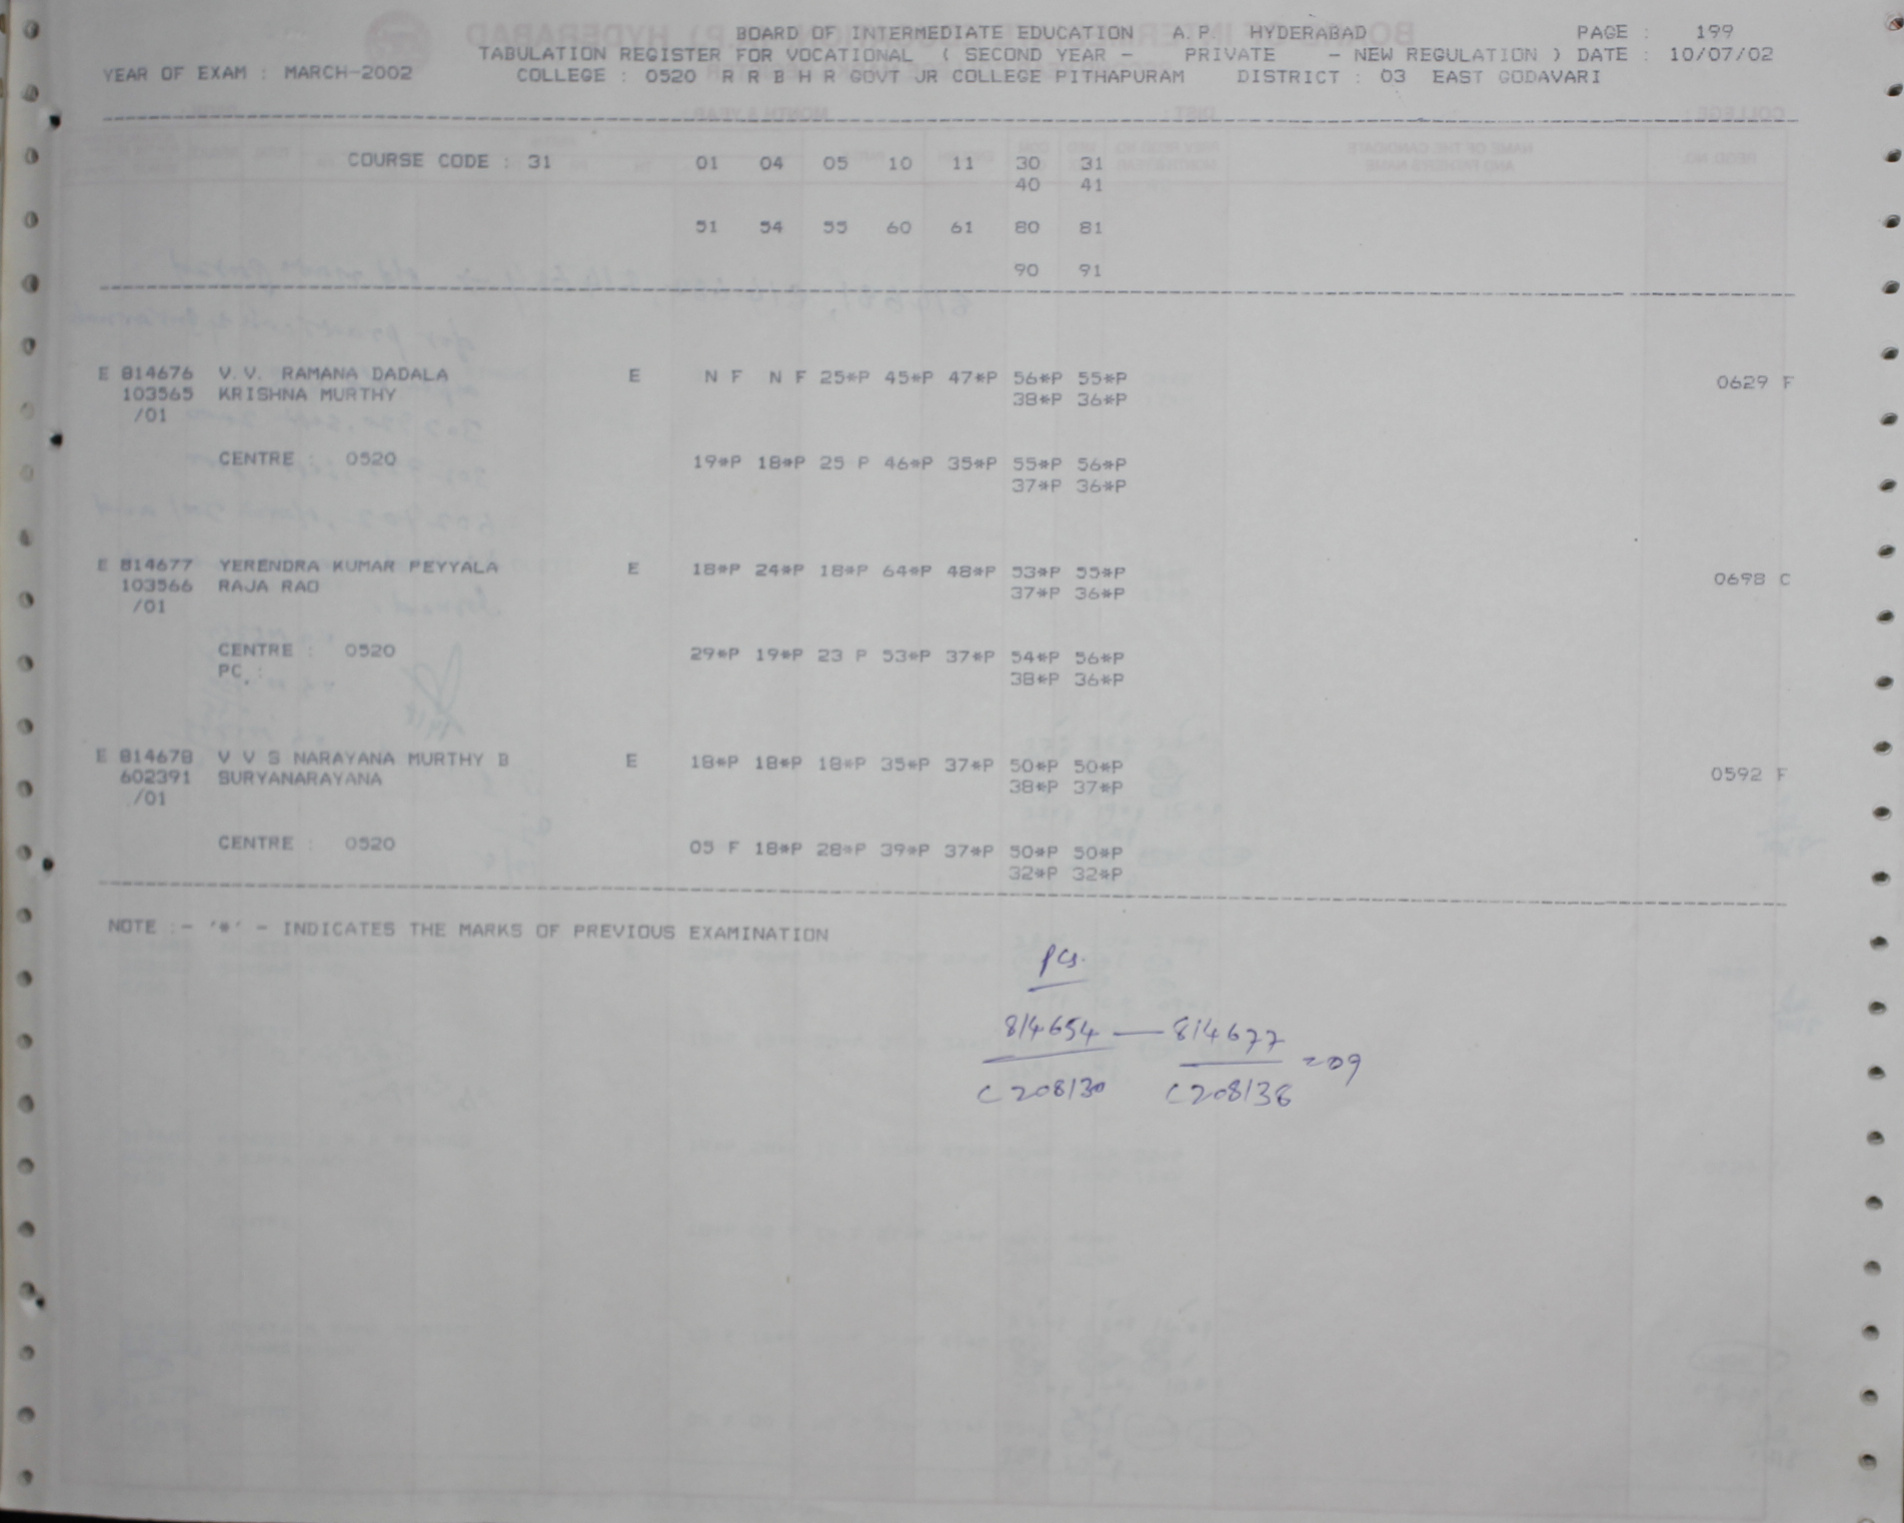 BOARD OF INTERMEDIATE EDUCATION A.P. HYDERABAD PAGE : 199
TABULATION REGISTER FOR VOCATIONAL ( SECOND YEAR - PRIVATE - NEW REGULATION ) DATE : 10/07/02
YEAR OF EXAM : MARCH-2002 COLLEGE : 0520 R R B H R GOVT JR COLLEGE PITHAPURAM DISTRICT : 03 EAST GODAVARI
COURSE CODE : 31 01 04 05 10 11 30 31
40 41
51 54 55 60 61 80 81
90 91
E 814676 V.V. RAMANA DADALA E N F N F 25*P 45*P 47*P 56*P 55*P 0629 F
103565 KRISHNA MURTHY 38*P 36*P
/01
CENTRE : 0520 19*P 18*P 25 P 46*P 35*P 55*P 56*P
37*P 36*P
E 814677 YERENDRA KUMAR PEYYALA E 18*P 24*P 18*P 64*P 48*P 53*P 55*P 0698 C
103566 RAJA RAO 37*P 36*P
/01
CENTRE : 0520 29*P 19*P 23 P 53*P 37*P 54*P 56*P
PC. : 38*P 36*P
E 814678 V V S NARAYANA MURTHY B E 18*P 18*P 18*P 35*P 37*P 50*P 50*P 0592 F
602391 SURYANARAYANA 38*P 37*P
/01
CENTRE : 0520 05 F 18*P 28*P 39*P 37*P 50*P 50*P
32*P 32*P
NOTE :- '*' - INDICATES THE MARKS OF PREVIOUS EXAMINATION
PCs.
814654 — 814677
=09
C208130 C208138